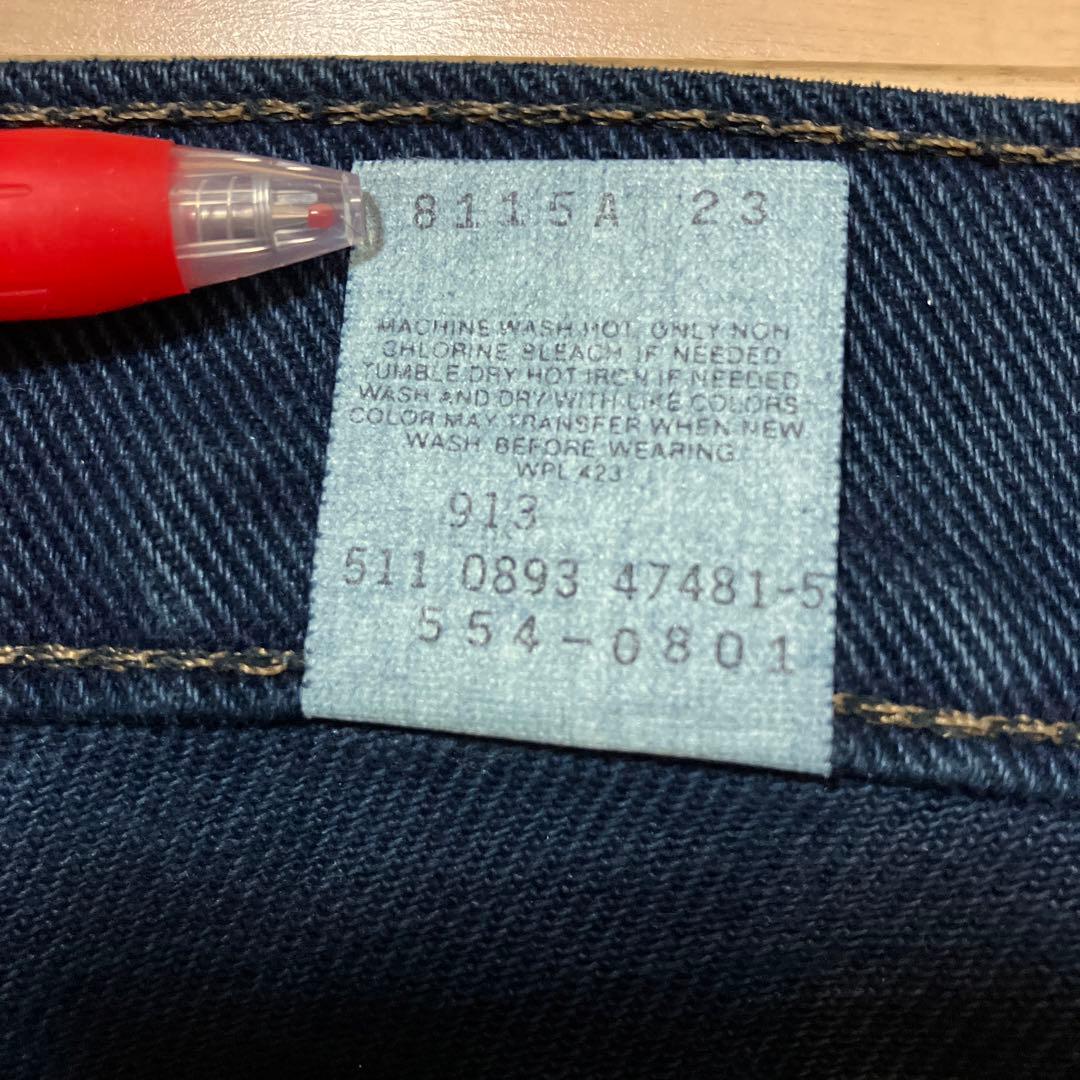 8115A 23
MACHINE WASH HOT, ONLY NON
CHLORINE BLEACH IF NEEDED
TUMBLE DRY HOT IRON IF NEEDED
WASH AND DRY WITH LIKE COLORS
COLOR MAY TRANSFER WHEN NEW
WASH BEFORE WEARING
WPL 423
913
511 0893 47481-5
554-0801